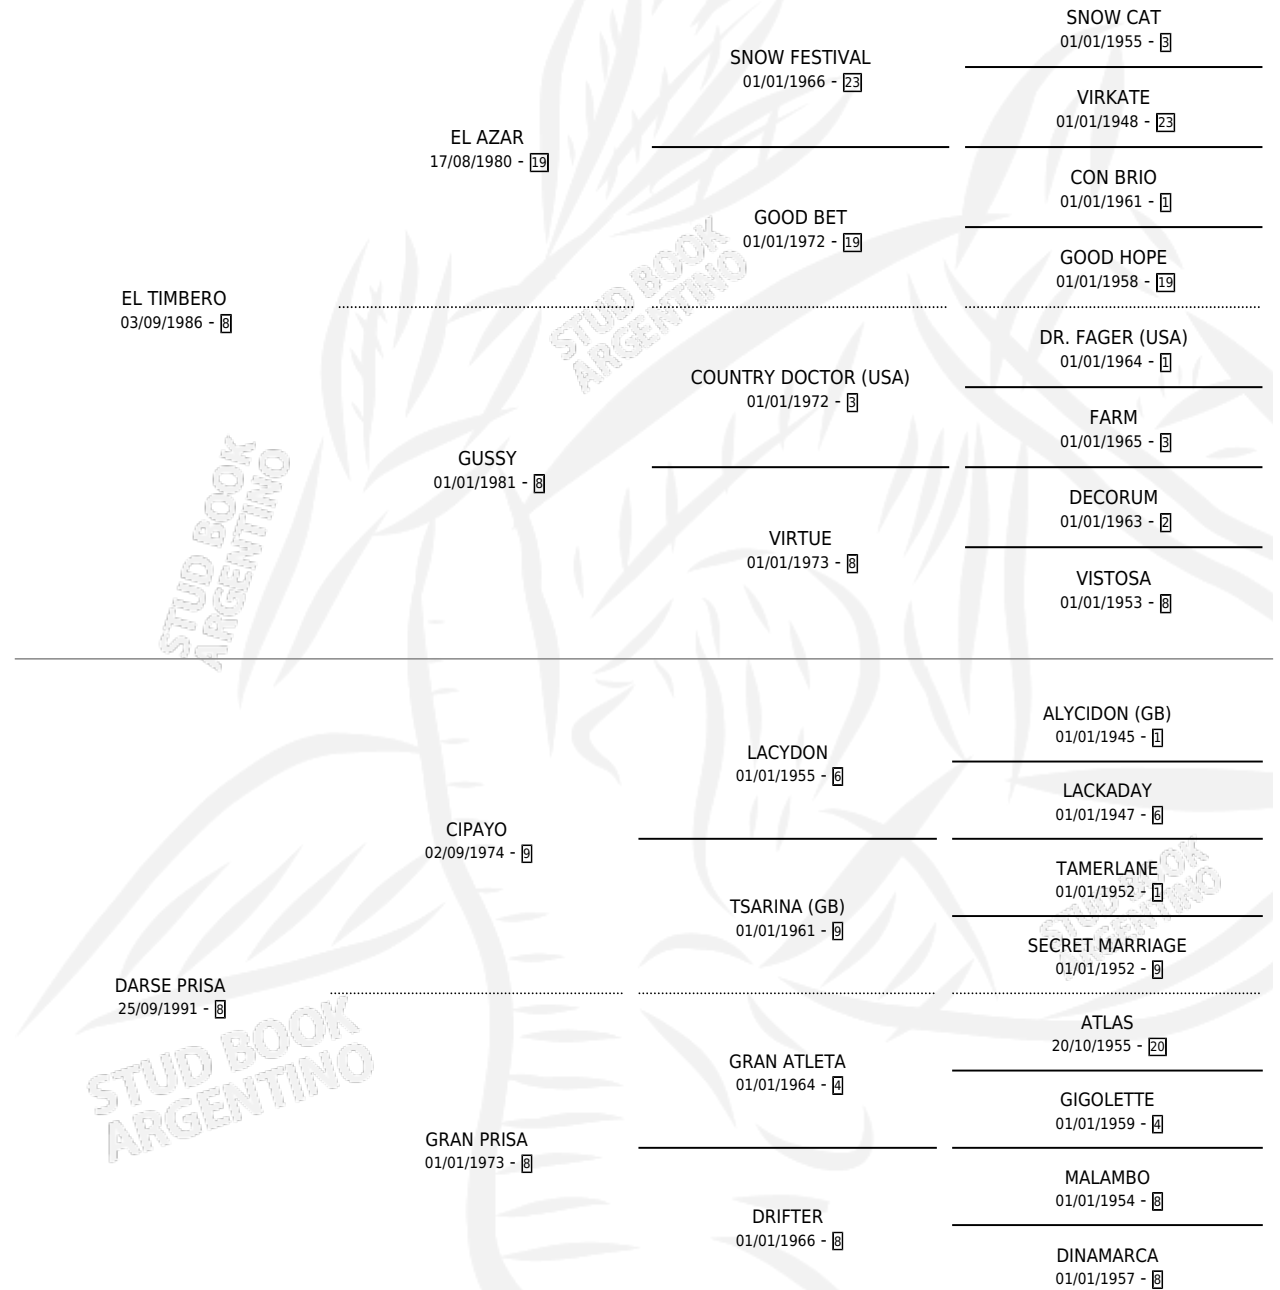 SNOW CAT
01/01/1955 - 3
SNOW FESTIVAL
01/01/1966 - 23
VIRKATE
01/01/1948 - 23
EL AZAR
17/08/1980 - 19
CON BRIO
01/01/1961 - 1
GOOD BET
01/01/1972 - 19
GOOD HOPE
01/01/1958 - 19
EL TIMBERO
03/09/1986 - 8
DR. FAGER (USA)
01/01/1964 - 1
COUNTRY DOCTOR (USA)
01/01/1972 - 3
FARM
01/01/1965 - 3
GUSSY
01/01/1981 - 8
DECORUM
01/01/1963 - 2
VIRTUE
01/01/1973 - 8
VISTOSA
01/01/1953 - 8
STUD BOOK
ARGENTINO
STUD BOOK
ARGENTINO
ALYCIDON (GB)
01/01/1945 - 1
LACYDON
01/01/1955 - 6
LACKADAY
01/01/1947 - 6
CIPAYO
02/09/1974 - 9
TAMERLANE
01/01/1952 - 1
TSARINA (GB)
01/01/1961 - 9
SECRET MARRIAGE
01/01/1952 - 9
STUD BOOK
ARGENTINO
DARSE PRISA
25/09/1991 - 8
ATLAS
20/10/1955 - 20
GRAN ATLETA
01/01/1964 - 4
GIGOLETTE
01/01/1959 - 4
GRAN PRISA
01/01/1973 - 8
MALAMBO
01/01/1954 - 8
DRIFTER
01/01/1966 - 8
DINAMARCA
01/01/1957 - 8
STUD BOOK
ARGENTINO